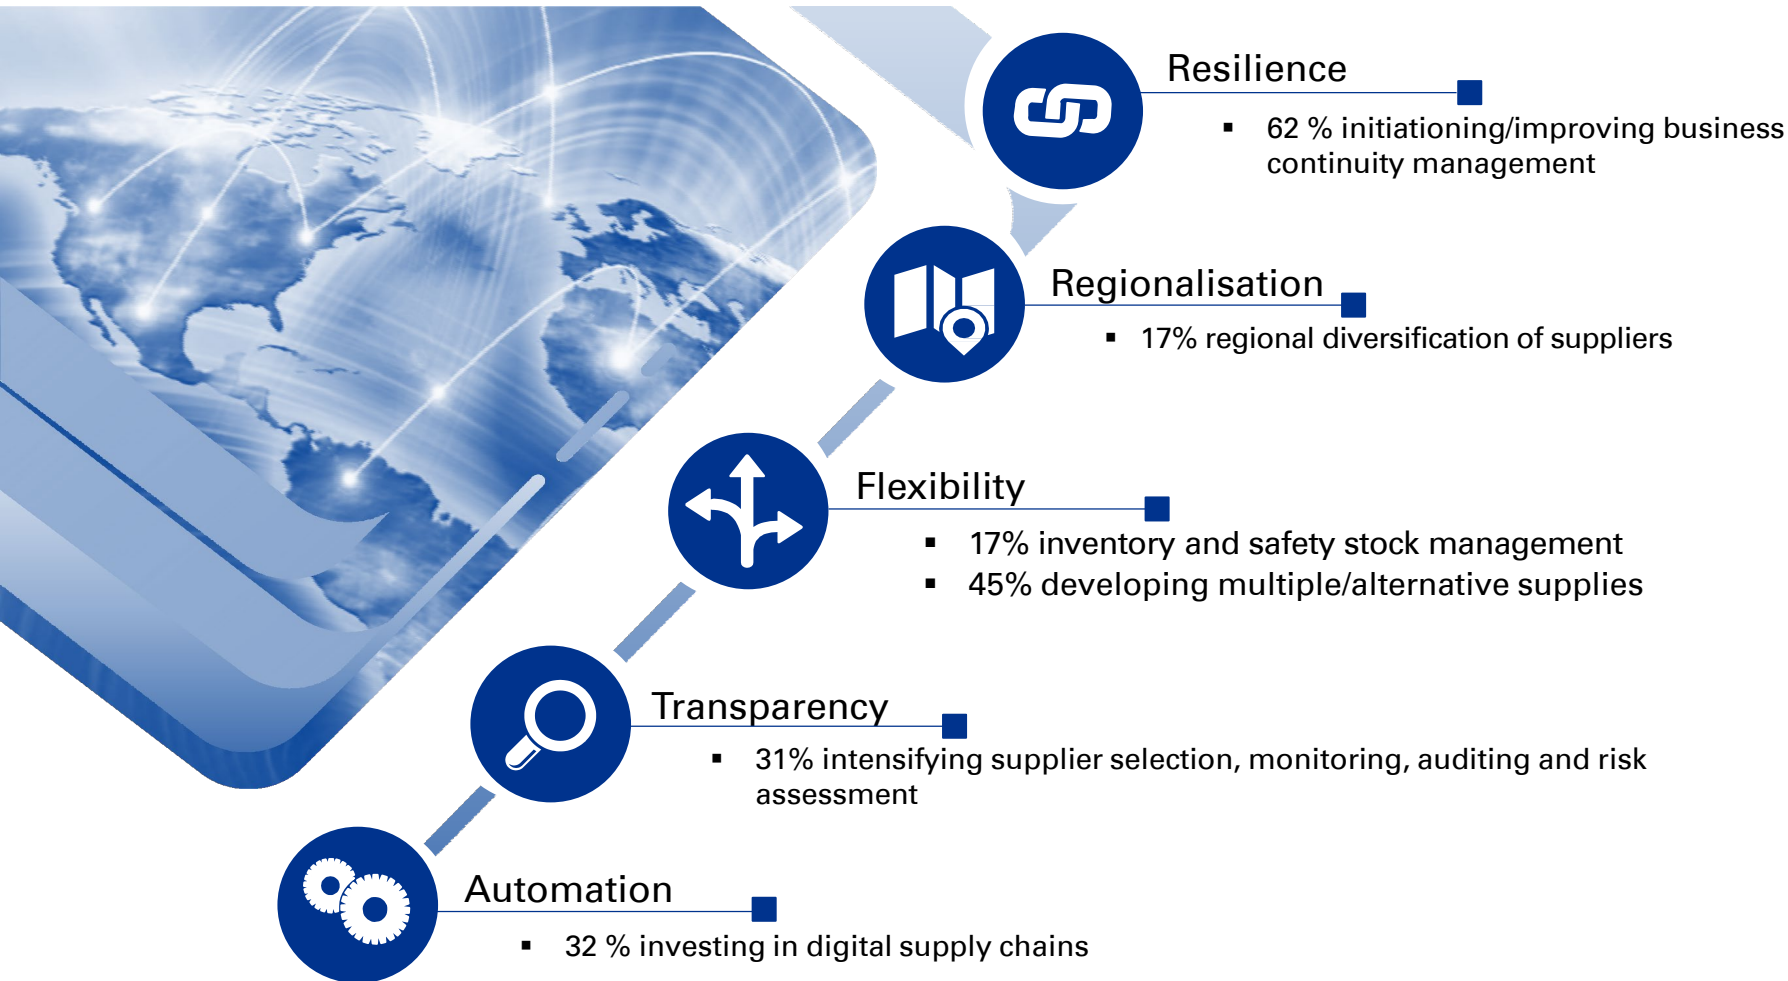 Resilience
▪ 62 % initiationing/improving business
continuity management
Regionalisation
▪ 17% regional diversification of suppliers
Flexibility
▪ 17% inventory and safety stock management
▪ 45% developing multiple/alternative supplies
Transparency
▪ 31% intensifying supplier selection, monitoring, auditing and risk
assessment
Automation
▪ 32 % investing in digital supply chains